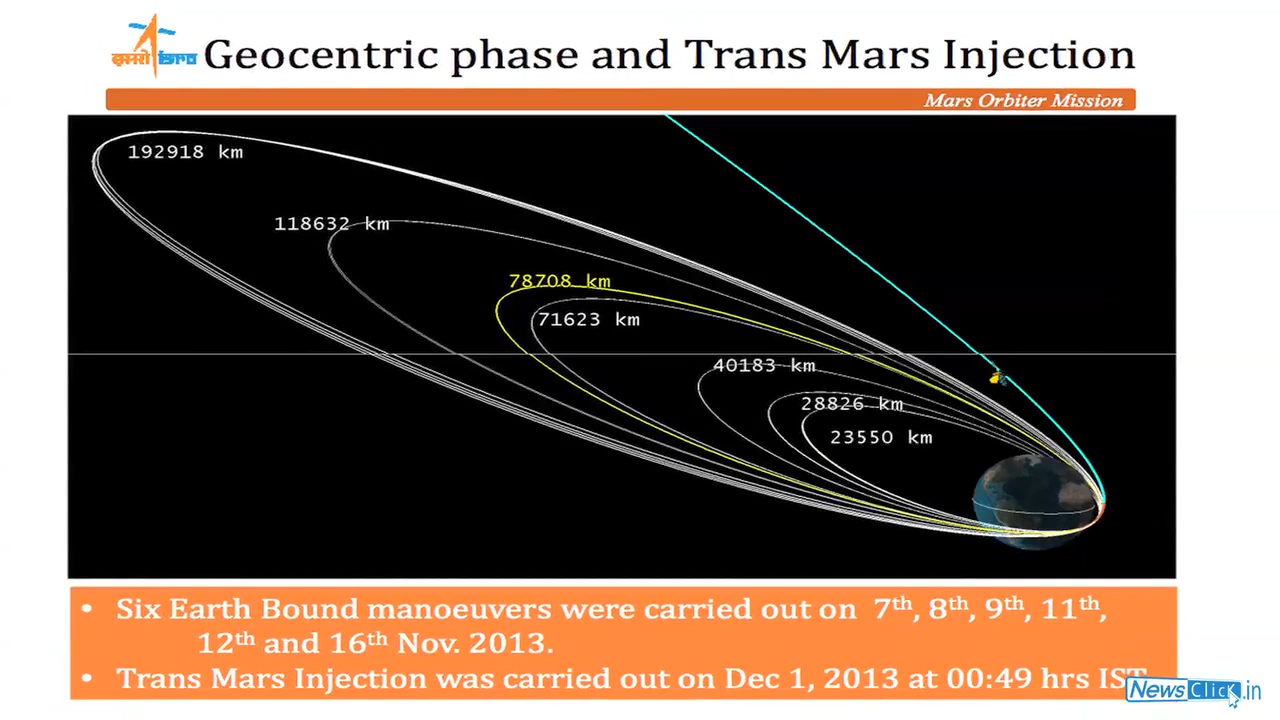 इसरो isro
Geocentric phase and Trans Mars Injection
Mars Orbiter Mission
192918 km
118632 km
78708 km
71623 km
40183 km
28826 km
23550 km
• Six Earth Bound manoeuvers were carried out on 7th, 8th, 9th, 11th,
12th and 16th Nov. 2013.
• Trans Mars Injection was carried out on Dec 1, 2013 at 00:49 hrs IST
NewsClick.in